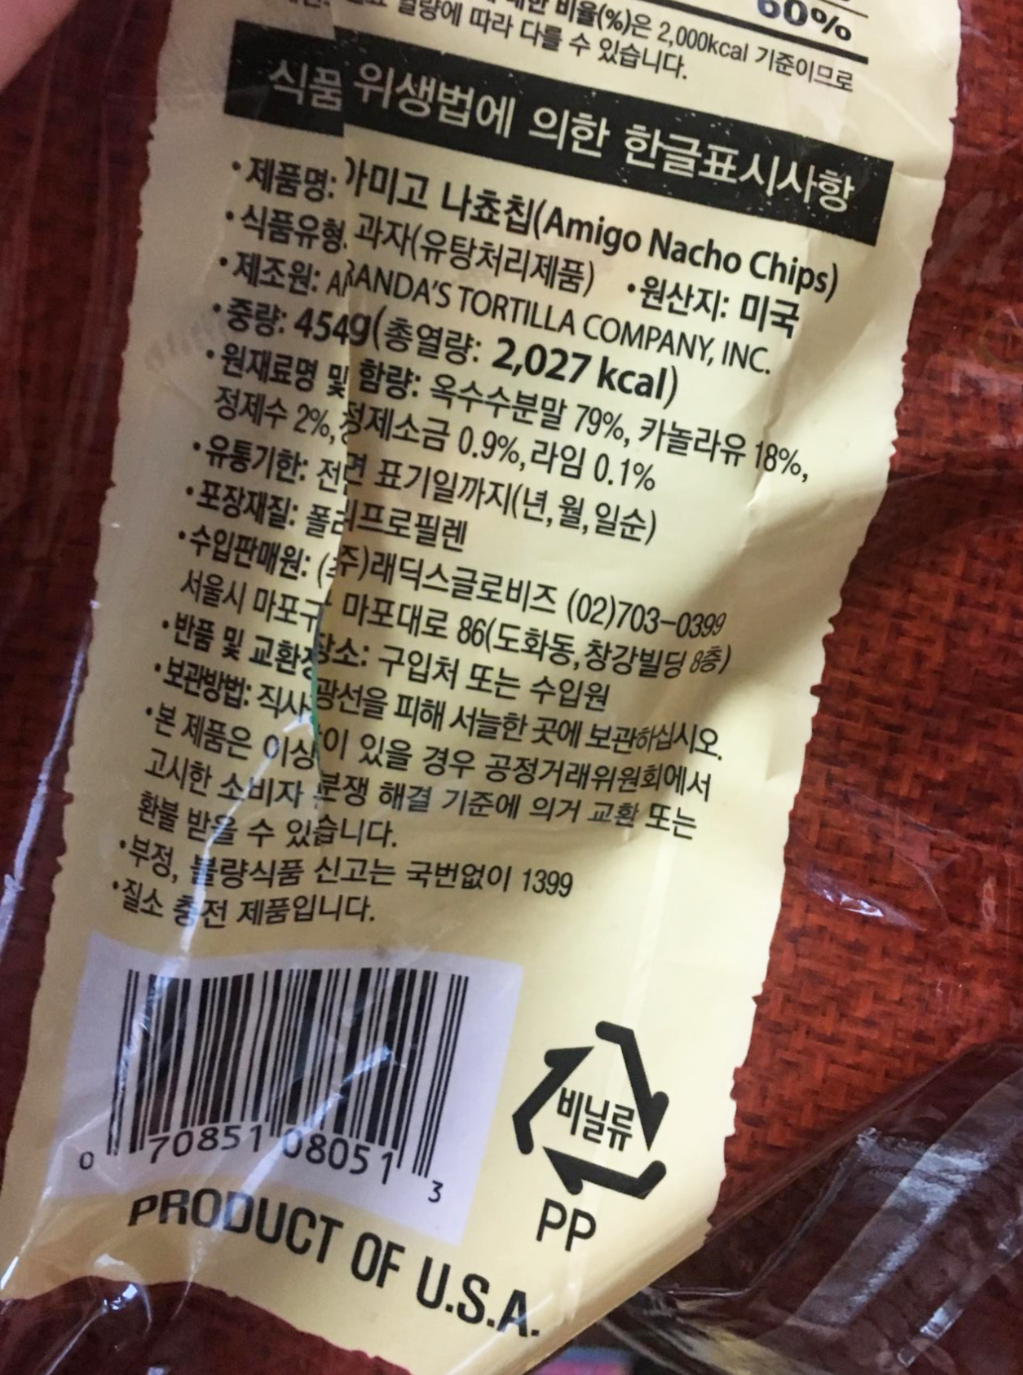 비율(%)은 2,000kcal 기준이므로
60%
열량에 따라 다를 수 있습니다.
식품 위생법에 의한 한글표시사항
•제품명: 아미고 나쵸칩(Amigo Nacho Chips)
•식품유형: 과자(유탕처리제품) •원산지: 미국
•제조원: ARANDA'S TORTILLA COMPANY, INC.
•중량: 454g(총열량: 2,027 kcal)
•원재료명 및 함량: 옥수수분말 79%, 카놀라유 18%,
정제수 2%, 정제소금 0.9%, 라임 0.1%
•유통기한: 전면 표기일까지(년, 월, 일순)
•포장재질: 폴리프로필렌
•수입판매원: (주)래딕스글로비즈 (02)703-0399
서울시 마포구 마포대로 86(도화동, 창강빌딩 8층)
•반품 및 교환장소: 구입처 또는 수입원
•보관방법: 직사광선을 피해 서늘한 곳에 보관하십시오.
•본 제품은 이상이 있을 경우 공정거래위원회에서
고시한 소비자 분쟁 해결 기준에 의거 교환 또는
환불 받을 수 있습니다.
•부정, 불량식품 신고는 국번없이 1399
•질소 충전 제품입니다.
0 70851 08051 3
비닐류
PP
PRODUCT OF U.S.A.